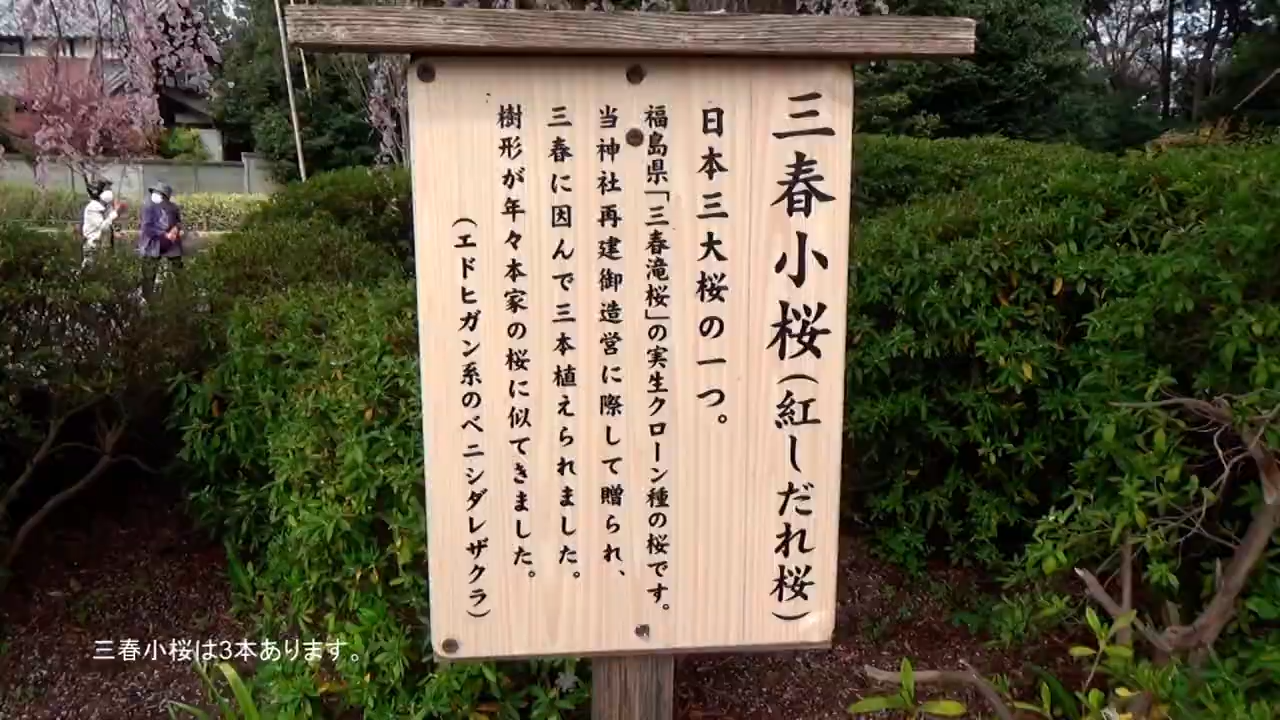 三春小桜(紅しだれ桜)
日本三大桜の一つ。
福島県「三春滝桜」の実生クローン種の桜です。
当神社再建御造営に際して贈られ、
三春に因んで三本植えられました。
樹形が年々本家の桜に似てきました。
(エドヒガン系のベニシダレザクラ)
三春小桜は3本あります。